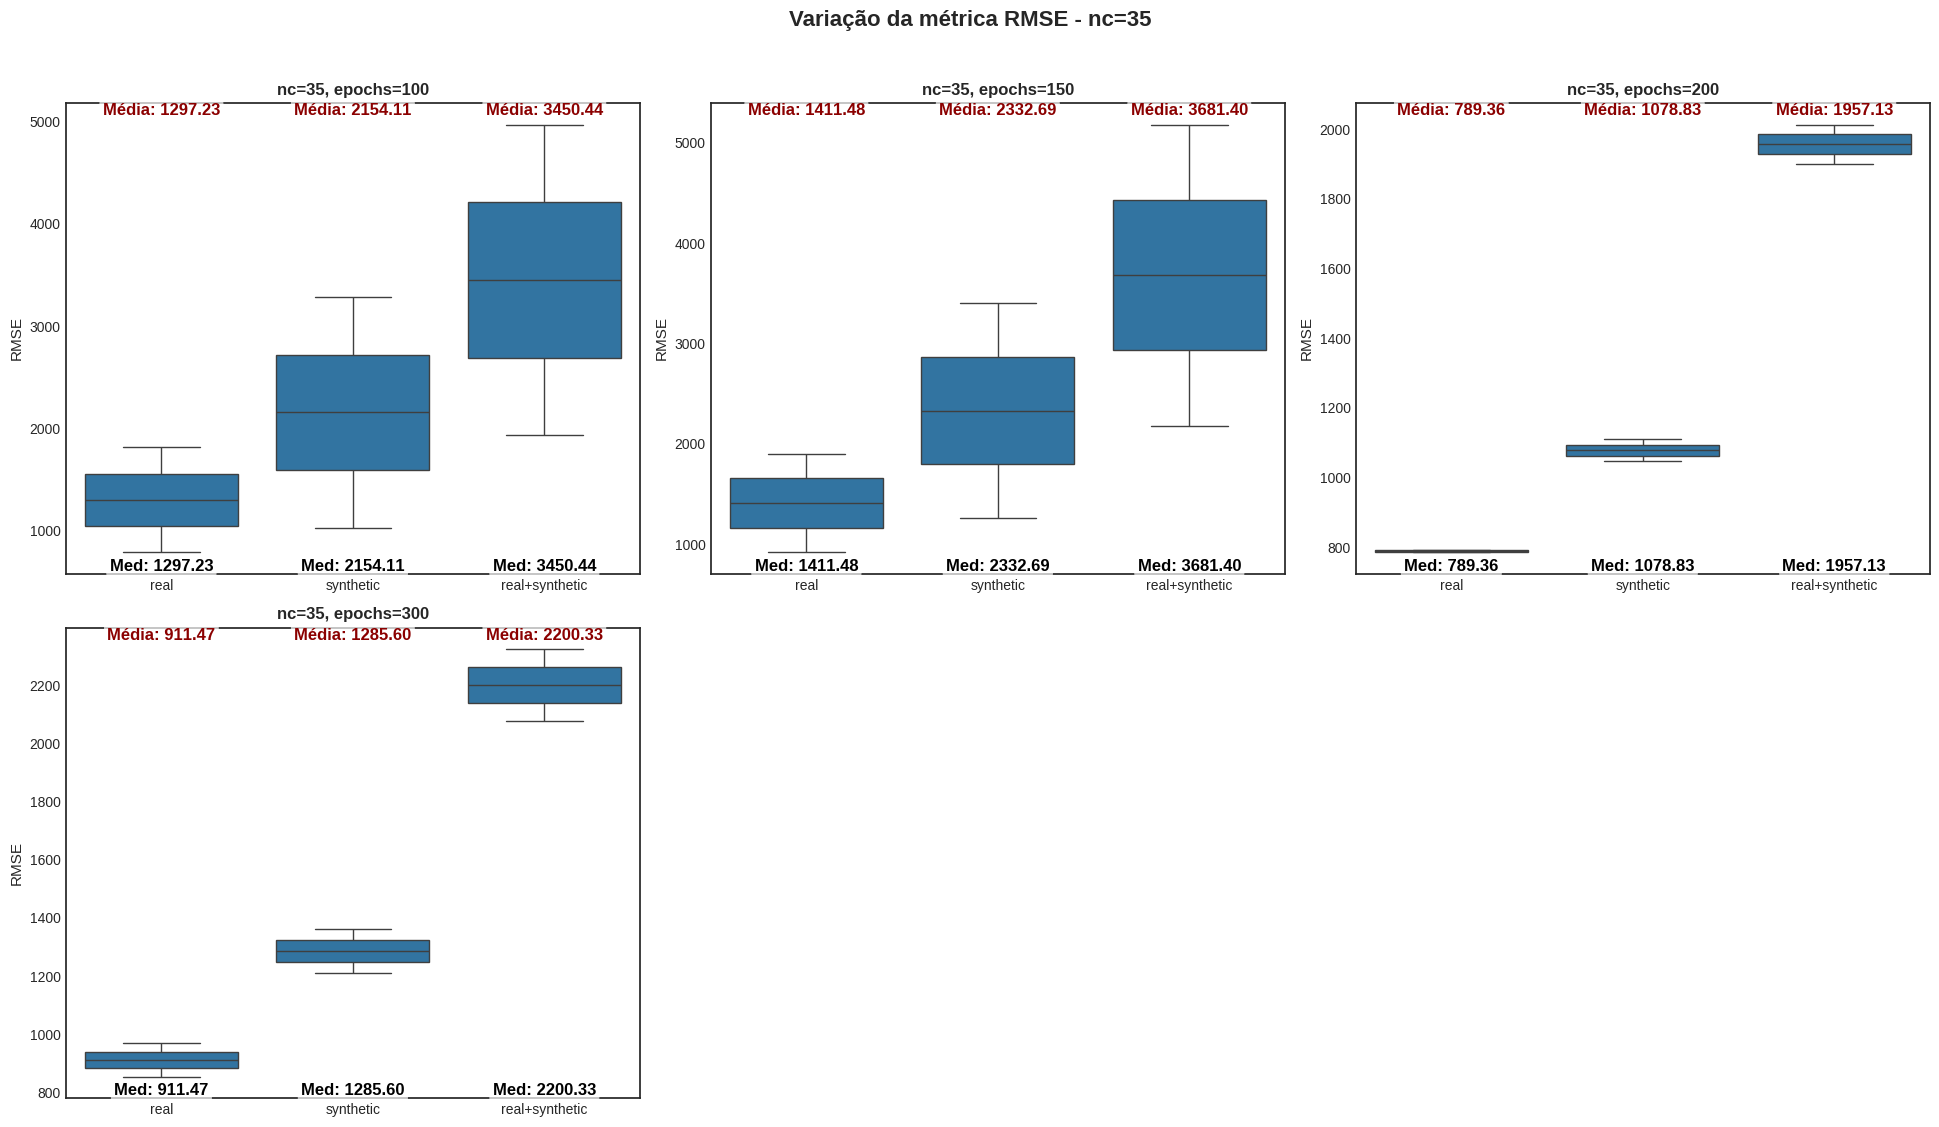 Variação da métrica RMSE - nc=35
nc=35, epochs=100
Média: 1297.23 Média: 2154.11 Média: 3450.44
5000
4000
3000
2000
1000
RMSE
Med: 1297.23 Med: 2154.11 Med: 3450.44
real synthetic real+synthetic
nc=35, epochs=150
Média: 1411.48 Média: 2332.69 Média: 3681.40
5000
4000
3000
2000
1000
RMSE
Med: 1411.48 Med: 2332.69 Med: 3681.40
real synthetic real+synthetic
nc=35, epochs=200
Média: 789.36 Média: 1078.83 Média: 1957.13
2000
1800
1600
1400
1200
1000
800
RMSE
Med: 789.36 Med: 1078.83 Med: 1957.13
real synthetic real+synthetic
nc=35, epochs=300
Média: 911.47 Média: 1285.60 Média: 2200.33
2200
2000
1800
1600
1400
1200
1000
800
RMSE
Med: 911.47 Med: 1285.60 Med: 2200.33
real synthetic real+synthetic